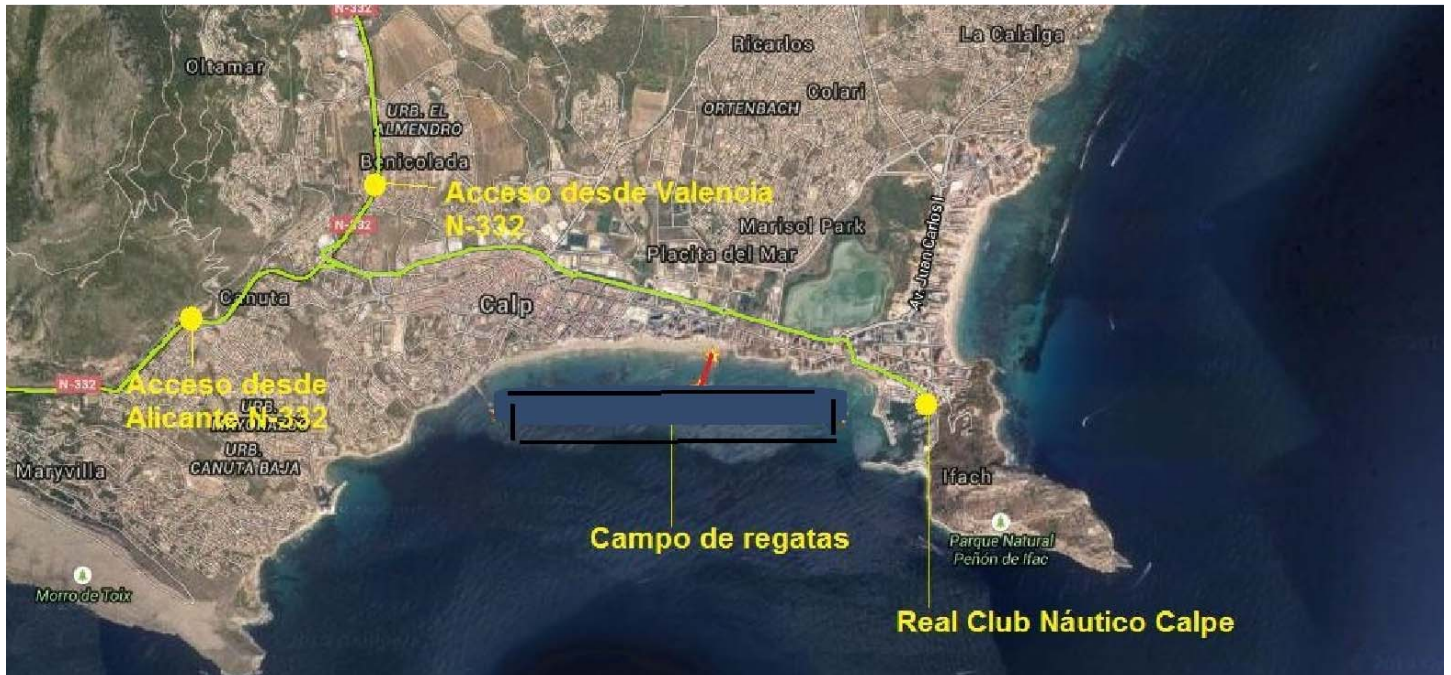 N-332
Ricarlos
La Calalga
Oltamar
Colari
URB. EL
ALMENDRO
ORTENBACH
Benicolada
Acceso desde Valencia
N-332
N-332
Marisol Park
Placita del Mar
Av. Juan Carlos I
Canuta
Calp
N-332
Acceso desde
Alicante N-332
URB.
MARYVILLA
URB.
CANUTA BAJA
Maryvilla
Ifach
Campo de regatas
Parque Natural
Peñón de Ifac
Morro de Toix
Real Club Náutico Calpe